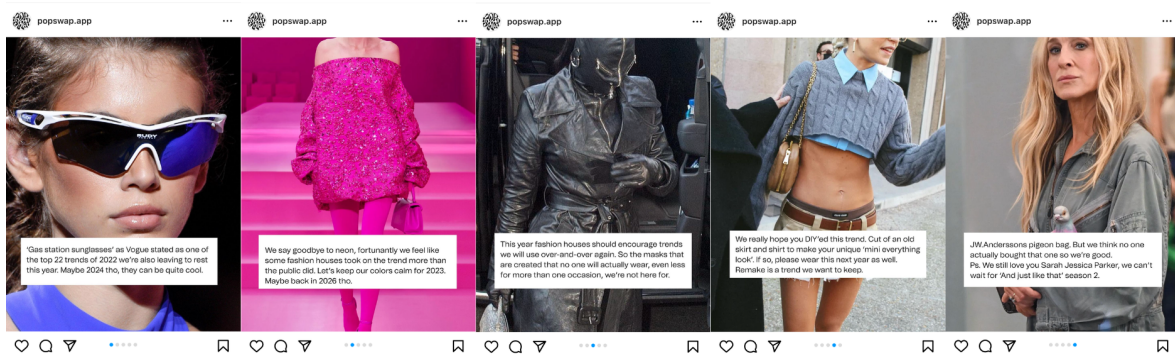 popswap.app
RUDY
'Gas station sunglasses' as Vogue stated as one of
the top 22 trends of 2022 we're also leaving to rest
this year. Maybe 2024 tho, they can be quite cool.
popswap.app
We say goodbye to neon, fortunantly we feel like
some fashion houses took on the trend more than
the public did. Let's keep our colors calm for 2023.
Maybe back in 2026 tho.
popswap.app
This year fashion houses should encourage trends
we will use over-and-over again. So the masks that
are created that no one will actually wear, even less
for more than one occasion, we're not here for.
popswap.app
We really hope you DIY'ed this trend. Cut of an old
skirt and shirt to make your unique 'mini everything
look'. If so, please wear this next year as well.
Remake is a trend we want to keep.
popswap.app
JW.Anderssons pigeon bag. But we think no one
actually bought that one so we're good.
Ps. We still love you Sarah Jessica Parker, we can't
wait for 'And just like that' season 2.